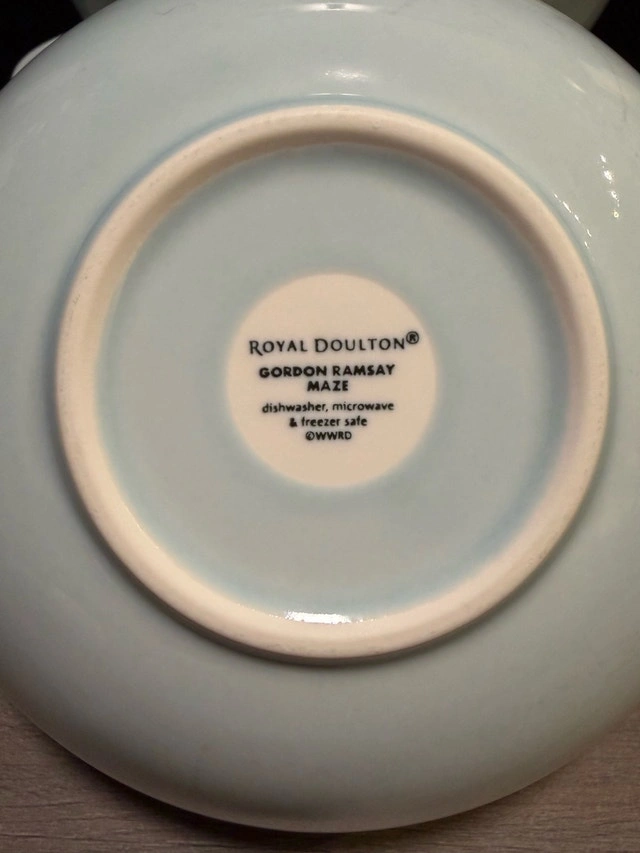 ROYAL DOULTON®
GORDON RAMSAY
MAZE
dishwasher, microwave
& freezer safe
©WWRD